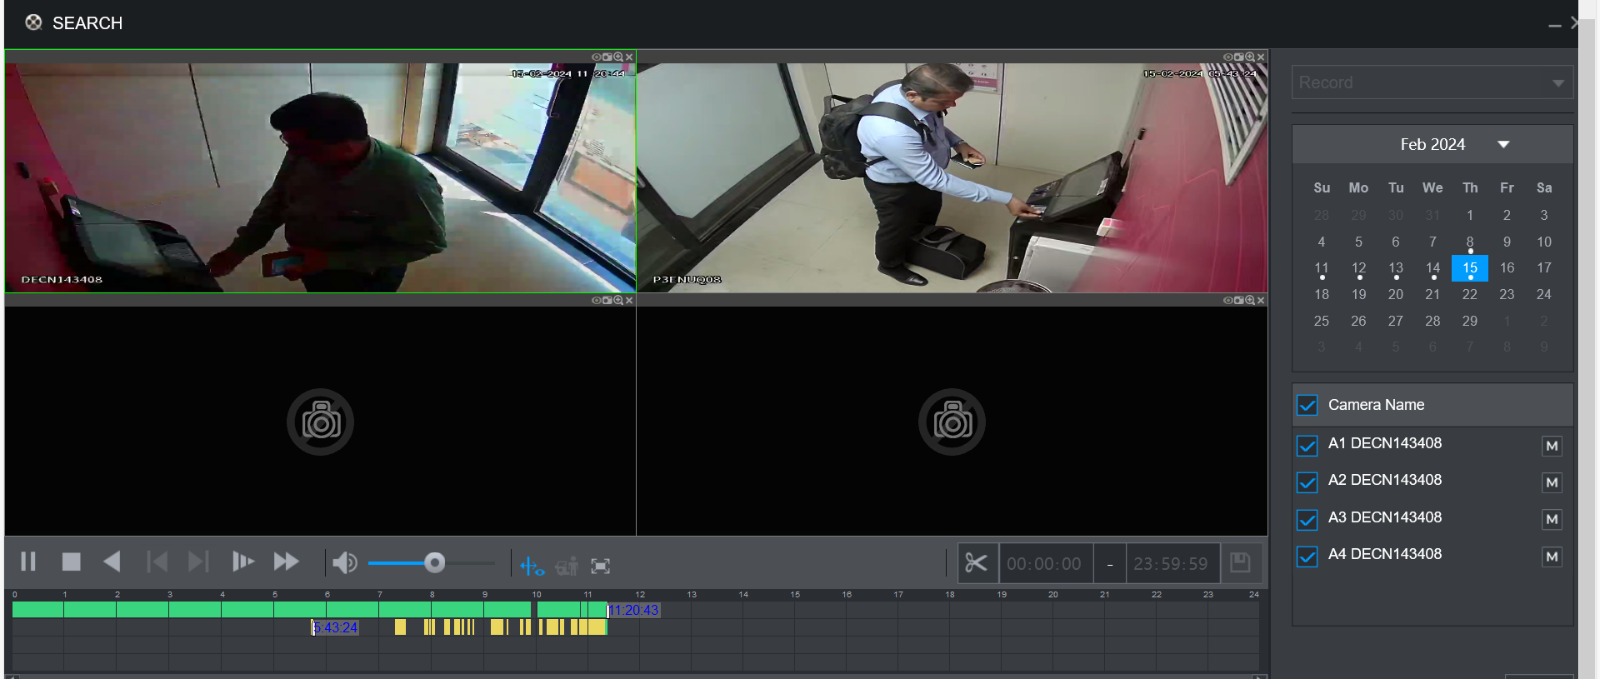 SEARCH
15-02-2024 11:20:44
DECN143408
15-02-2024 05:43:24
P3ENUQ08
Record
Feb 2024
Su Mo Tu We Th Fr Sa
28 29 30 31 1 2 3
4 5 6 7 8 9 10
11 12 13 14 15 16 17
18 19 20 21 22 23 24
25 26 27 28 29 1 2
3 4 5 6 7 8 9
Camera Name
A1 DECN143408 M
A2 DECN143408 M
A3 DECN143408 M
A4 DECN143408 M
00:00:00 - 23:59:59
0 1 2 3 4 5 6 7 8 9 10 11 12 13 14 15 16 17 18 19 20 21 22 23 24
11:20:43
5:43:24